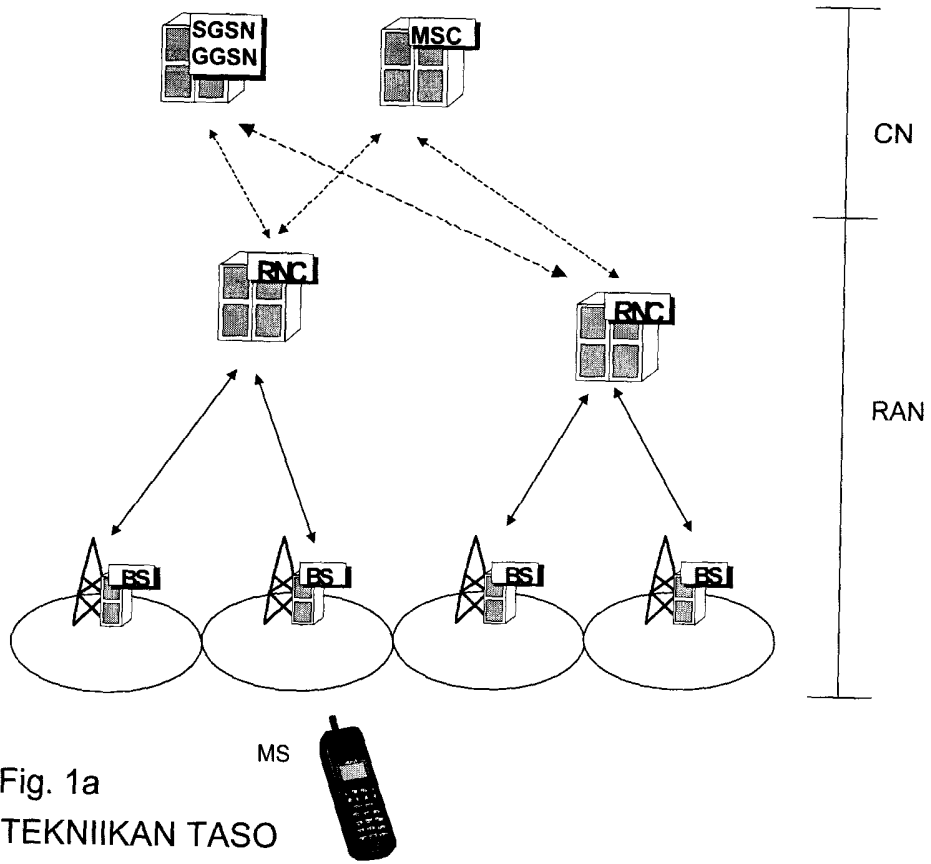 SGSN
GGSN
MSC
CN
RNC
RNC
RAN
BS
BS
BS
BS
MS
Fig. 1a
TEKNIIKAN TASO